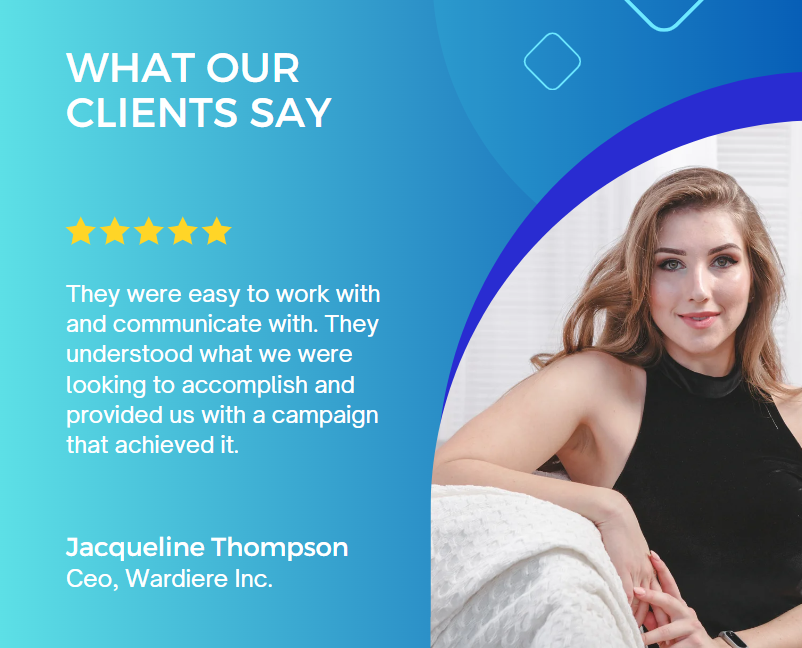 WHAT OUR
CLIENTS SAY
They were easy to work with
and communicate with. They
understood what we were
looking to accomplish and
provided us with a campaign
that achieved it.
Jacqueline Thompson
Ceo, Wardiere Inc.